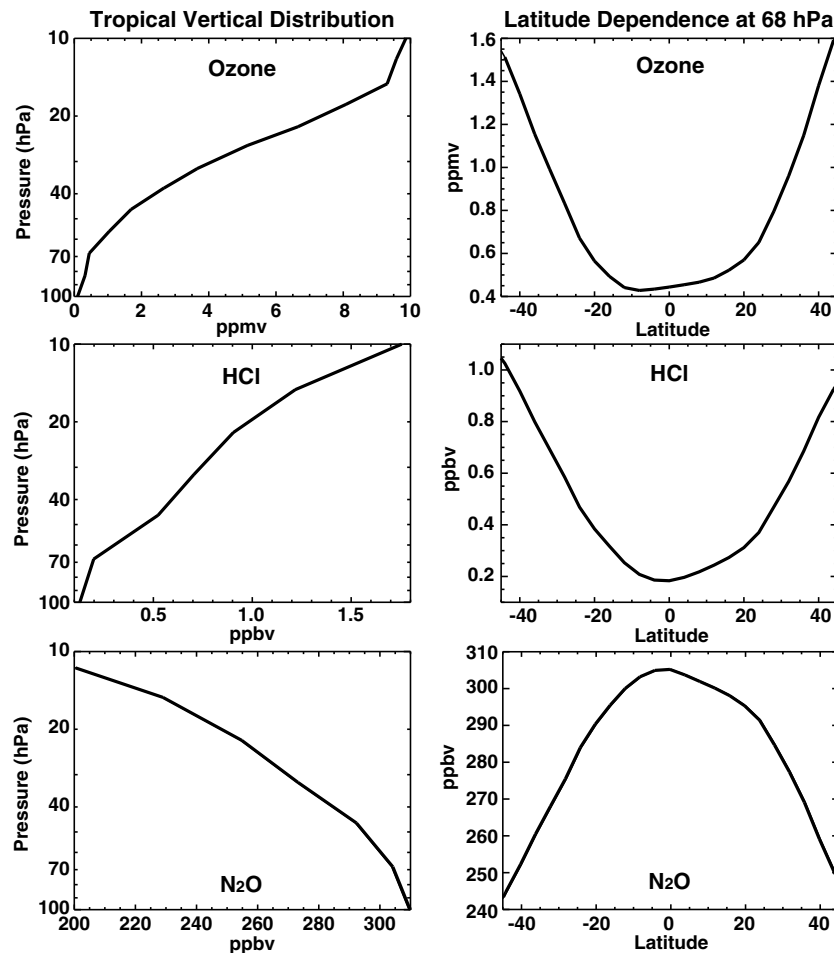 Tropical Vertical Distribution
Latitude Dependence at 68 hPa
10
20
40
70
100
Pressure (hPa)
Ozone
0 2 4 6 8 10
ppmv
1.6
1.4
1.2
1.0
0.8
0.6
0.4
ppmv
Ozone
-40 -20 0 20 40
Latitude
10
20
40
70
100
Pressure (hPa)
HCl
0.5 1.0 1.5
ppbv
1.0
0.8
0.6
0.4
0.2
ppbv
HCl
-40 -20 0 20 40
Latitude
10
20
40
70
100
Pressure (hPa)
N2O
200 220 240 260 280 300
ppbv
310
300
290
280
270
260
250
240
ppbv
N2O
-40 -20 0 20 40
Latitude